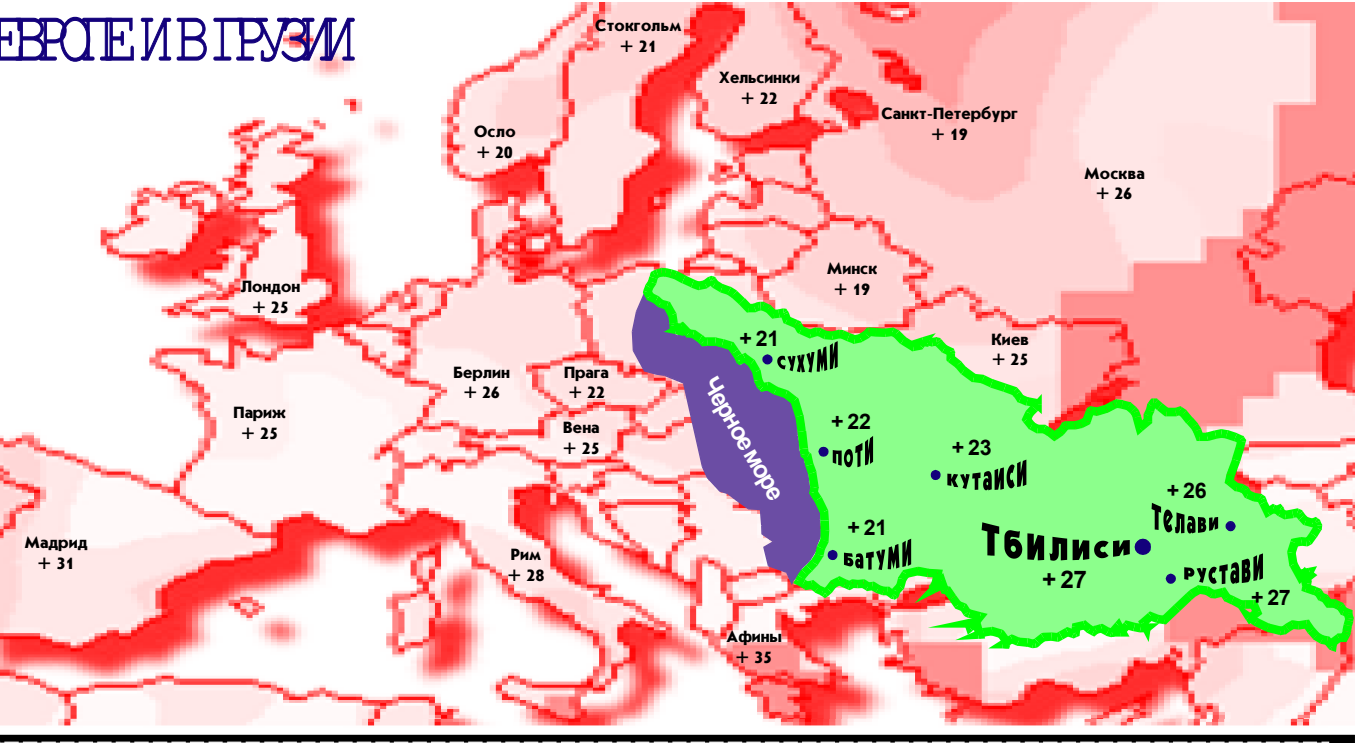 ЕВРОПЕ И В ГРУЗИИ
Стокгольм
+ 21
Хельсинки
+ 22
Санкт-Петербург
+ 19
Осло
+ 20
Москва
+ 26
Минск
+ 19
Лондон
+ 25
Киев
+ 25
+ 21
СУХУМИ
Берлин
+ 26
Прага
+ 22
Париж
+ 25
Вена
+ 25
Черное море
+ 22
ПОТИ
+ 23
КУТАИСИ
+ 26
Телави
Мадрид
+ 31
Рим
+ 28
+ 21
БАТУМИ
Тбилиси
+ 27
РУСТАВИ
+ 27
Афины
+ 35